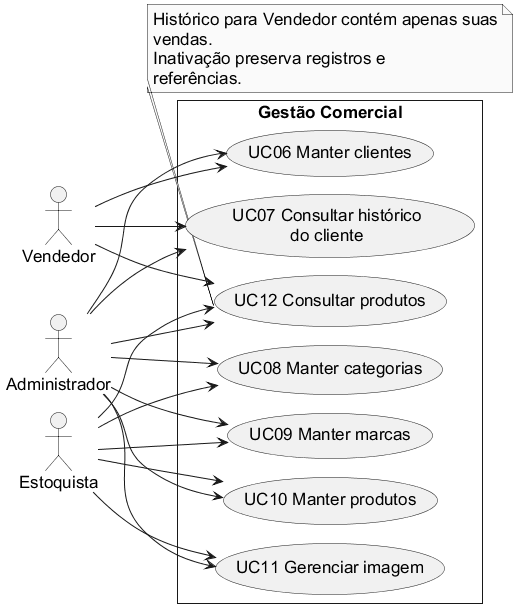 Histórico para Vendedor contém apenas suas
vendas.
Inativação preserva registros e
referências.
Gestão Comercial
UC06 Manter clientes
UC07 Consultar histórico
do cliente
Vendedor
UC12 Consultar produtos
UC08 Manter categorias
Administrador
UC09 Manter marcas
Estoquista
UC10 Manter produtos
UC11 Gerenciar imagem